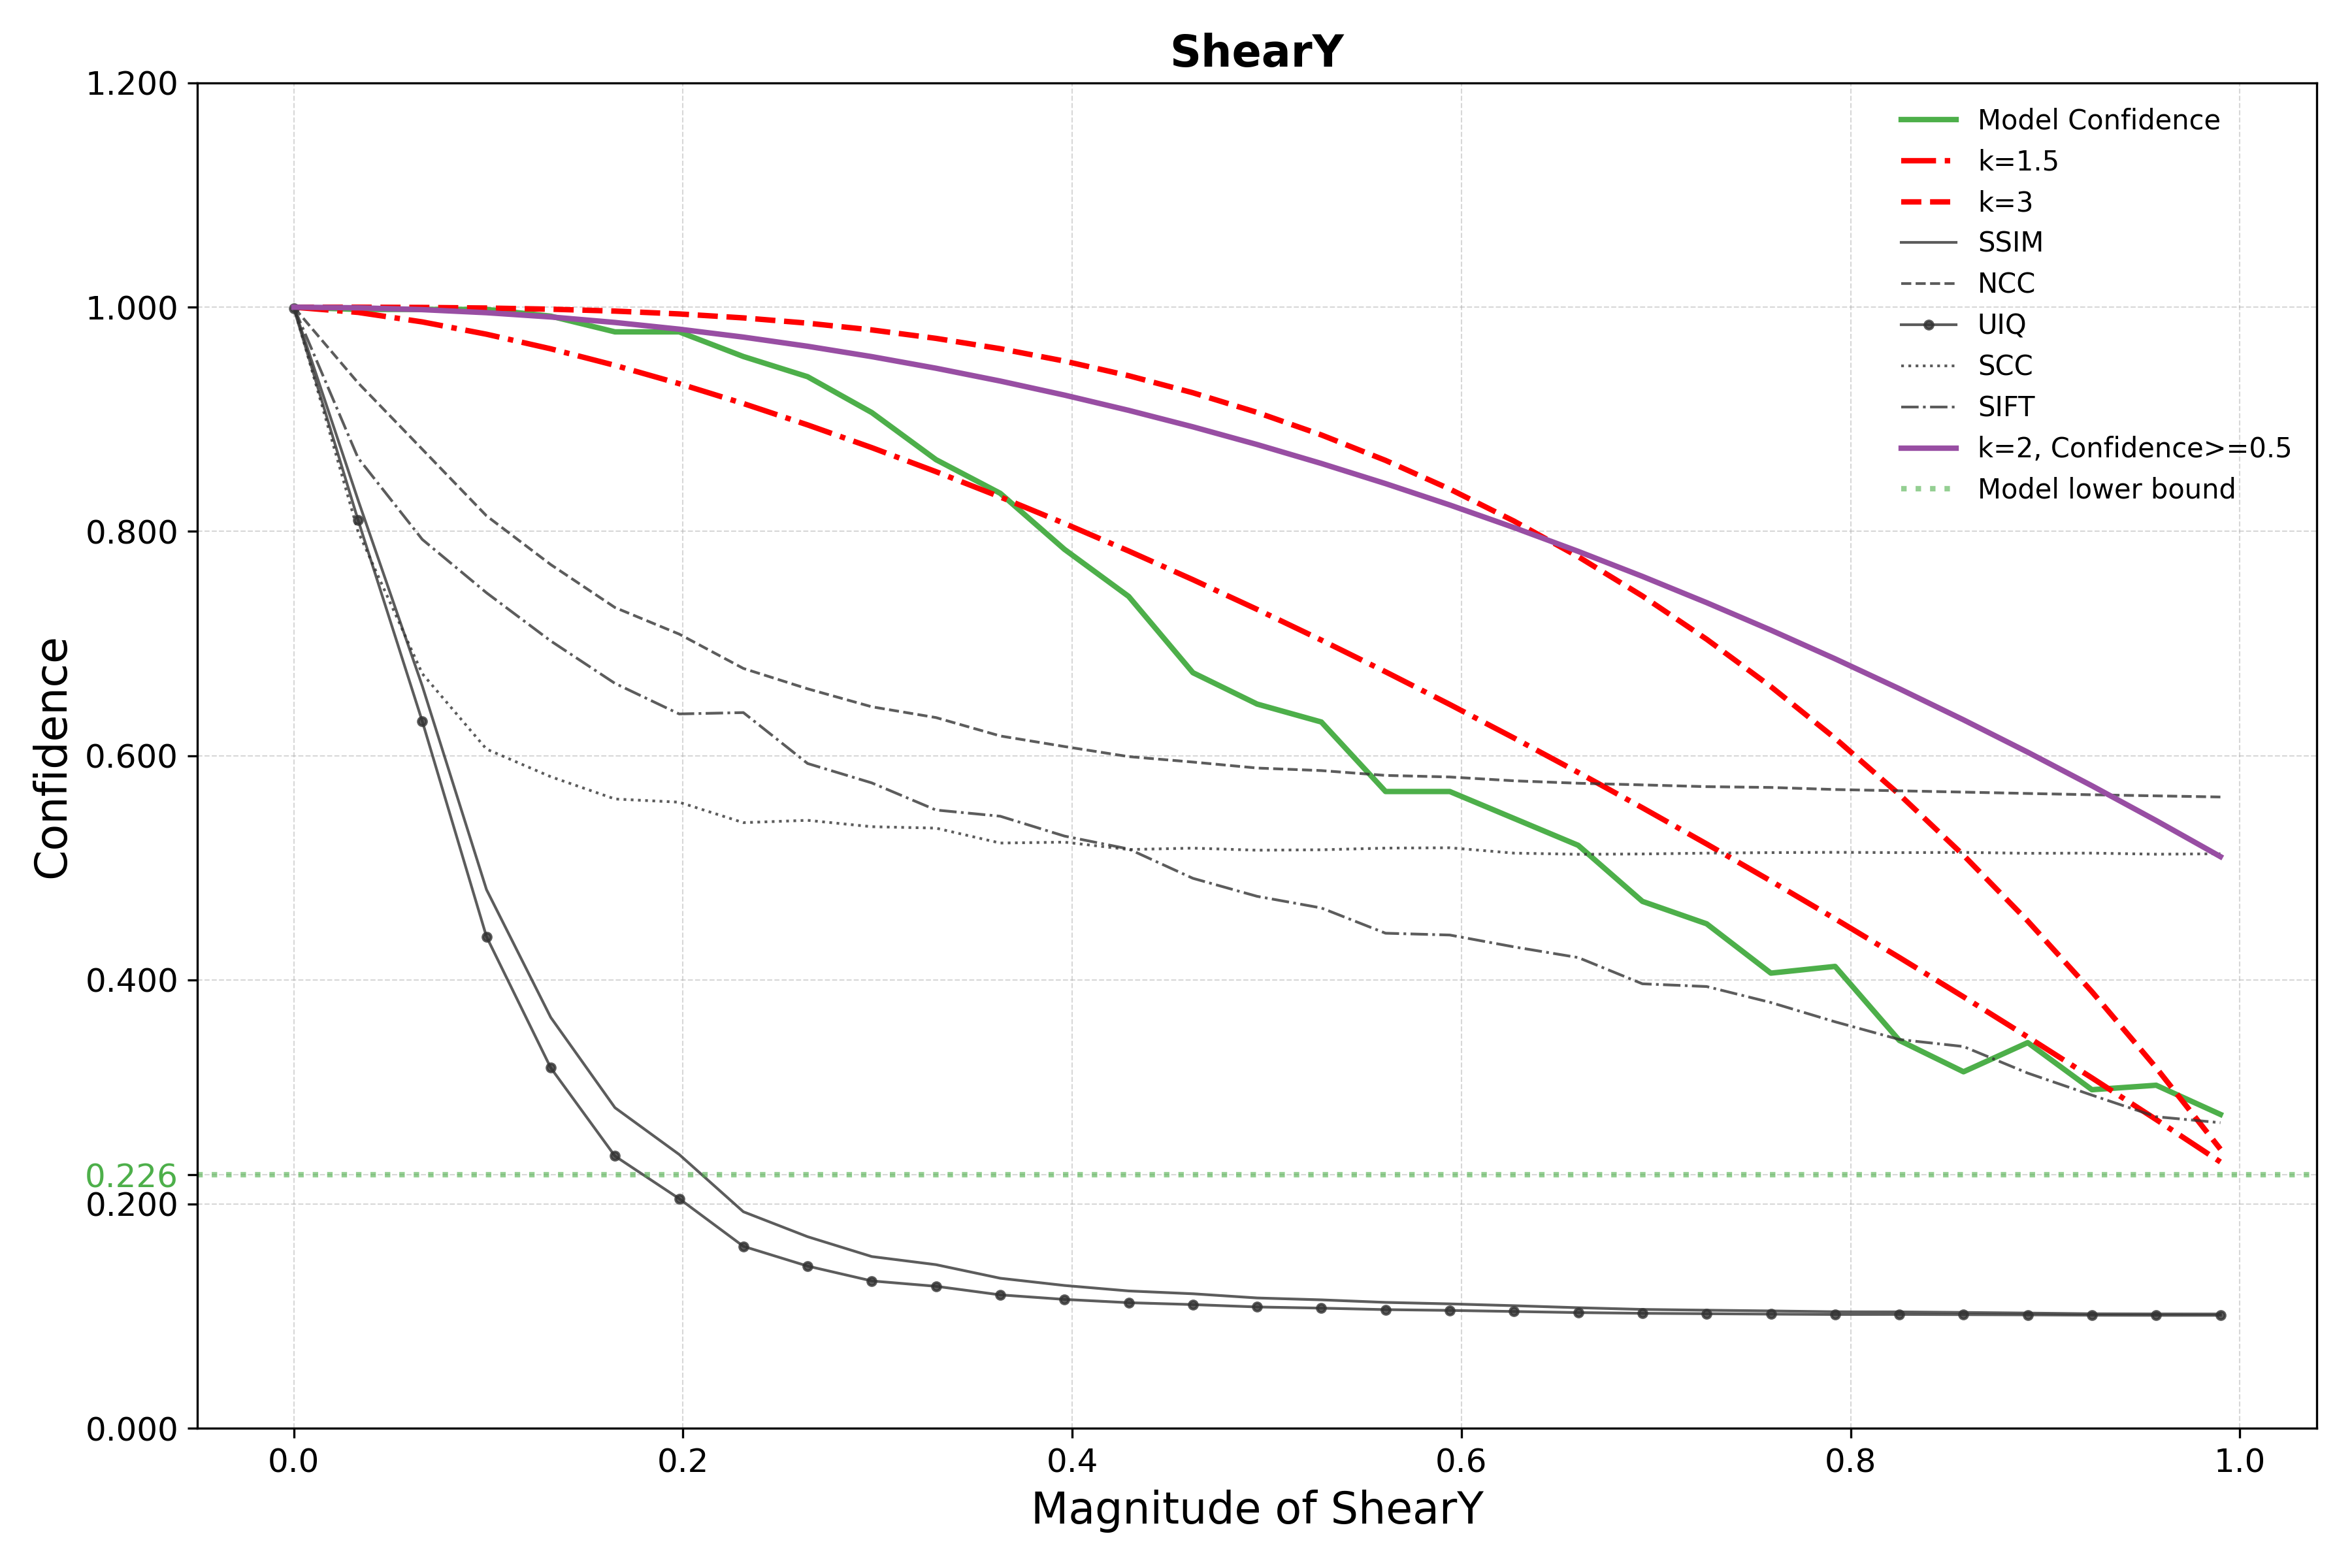 ShearY
1.200
1.000
0.800
0.600
0.400
0.226
0.200
0.000
Confidence
Model Confidence
k=1.5
k=3
SSIM
NCC
UIQ
SCC
SIFT
k=2, Confidence>=0.5
Model lower bound
0.0 0.2 0.4 0.6 0.8 1.0
Magnitude of ShearY